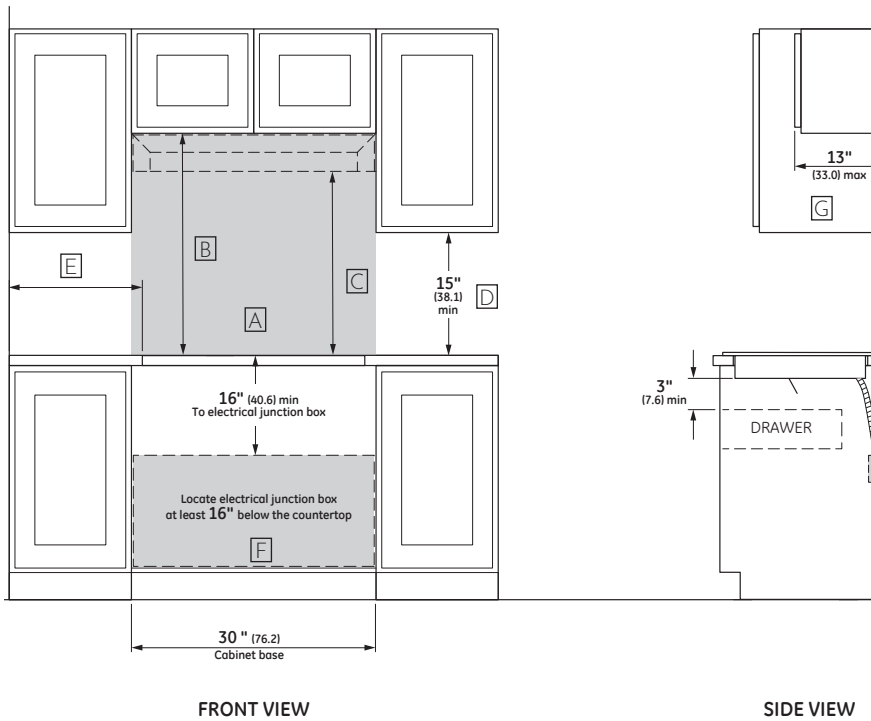 13"
(33.0) max
G
B
E
C
15"
(38.1)
min
D
A
16" (40.6) min
To electrical junction box
3"
(7.6) min
DRAWER
Locate electrical junction box
at least 16" below the countertop
F
30 " (76.2)
Cabinet base
FRONT VIEW
SIDE VIEW